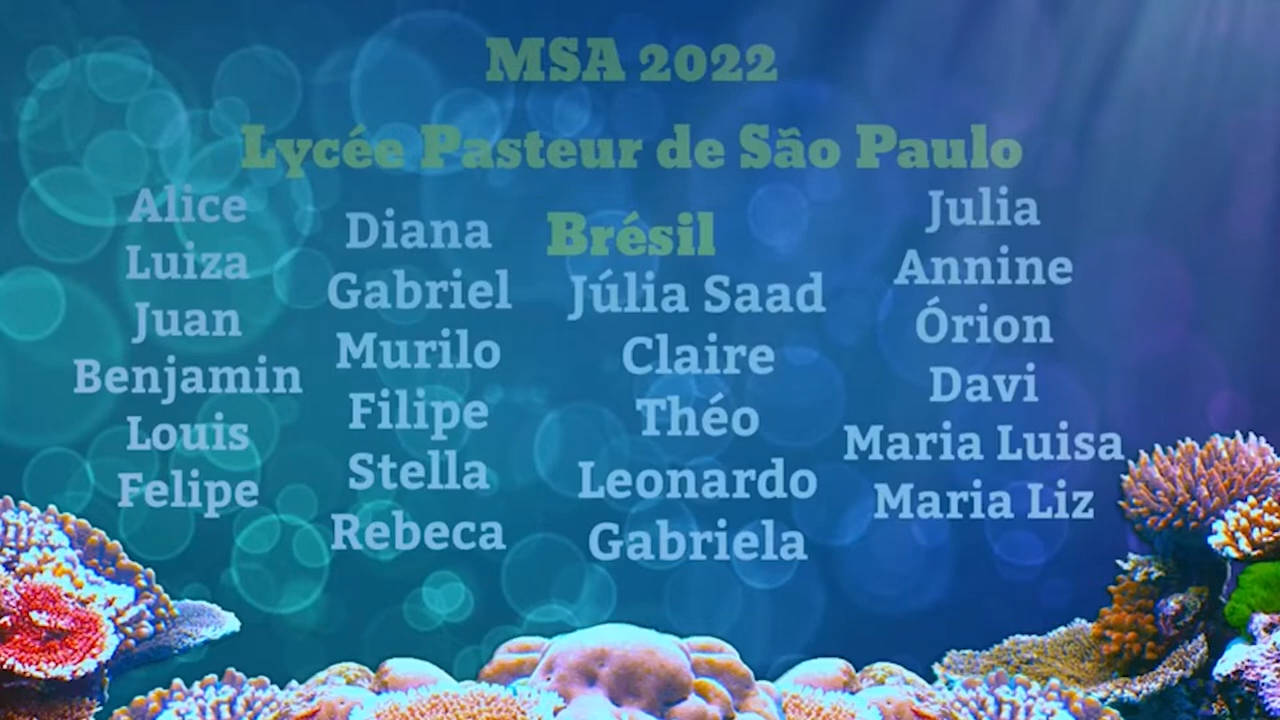 MSA 2022
Lycée Pasteur de São Paulo
Brésil
Alice
Luiza
Juan
Benjamin
Louis
Felipe
Diana
Gabriel
Murilo
Filipe
Stella
Rebeca
Júlia Saad
Claire
Théo
Leonardo
Gabriela
Julia
Annine
Órion
Davi
Maria Luisa
Maria Liz